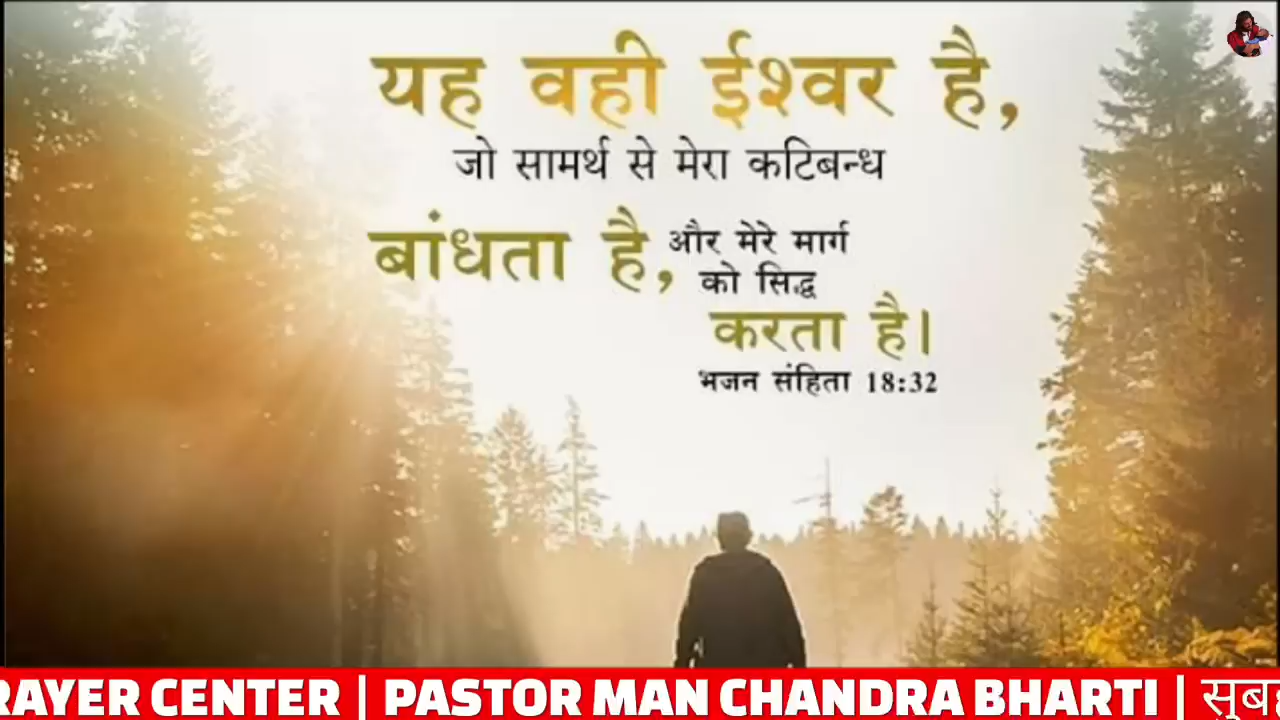 यह वही ईश्वर है,
जो सामर्थ से मेरा कटिबन्ध
बांधता है, और मेरे मार्ग
को सिद्ध
करता है।
भजन संहिता 18:32
RAYER CENTER | PASTOR MAN CHANDRA BHARTI |